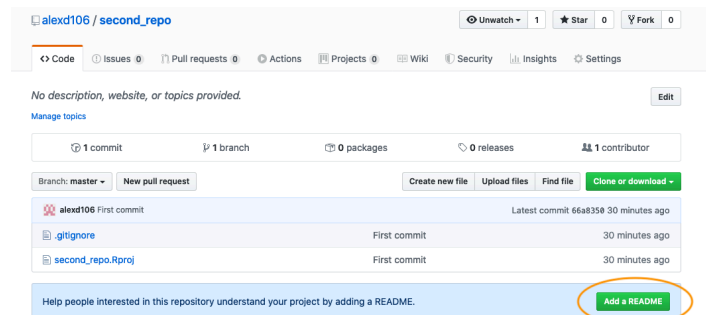 alexd106 / second_repo Unwatch 1 Star 0 Fork 0
Code Issues 0 Pull requests 0 Actions Projects 0 Wiki Security Insights Settings
No description, website, or topics provided. Edit
Manage topics
1 commit 1 branch 0 packages 0 releases 1 contributor
Branch: master New pull request Create new file Upload files Find file Clone or download
alexd106 First commit Latest commit 66a8350 30 minutes ago
.gitignore First commit 30 minutes ago
second_repo.Rproj First commit 30 minutes ago
Help people interested in this repository understand your project by adding a README. Add a README